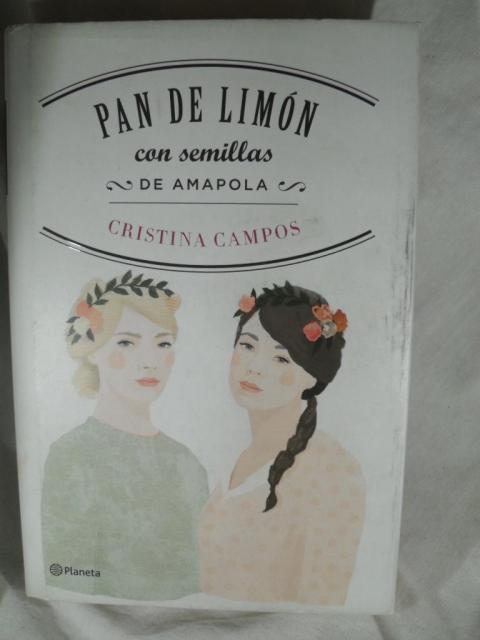 PAN DE LIMÓN
con semillas
DE AMAPOLA
CRISTINA CAMPOS
Planeta